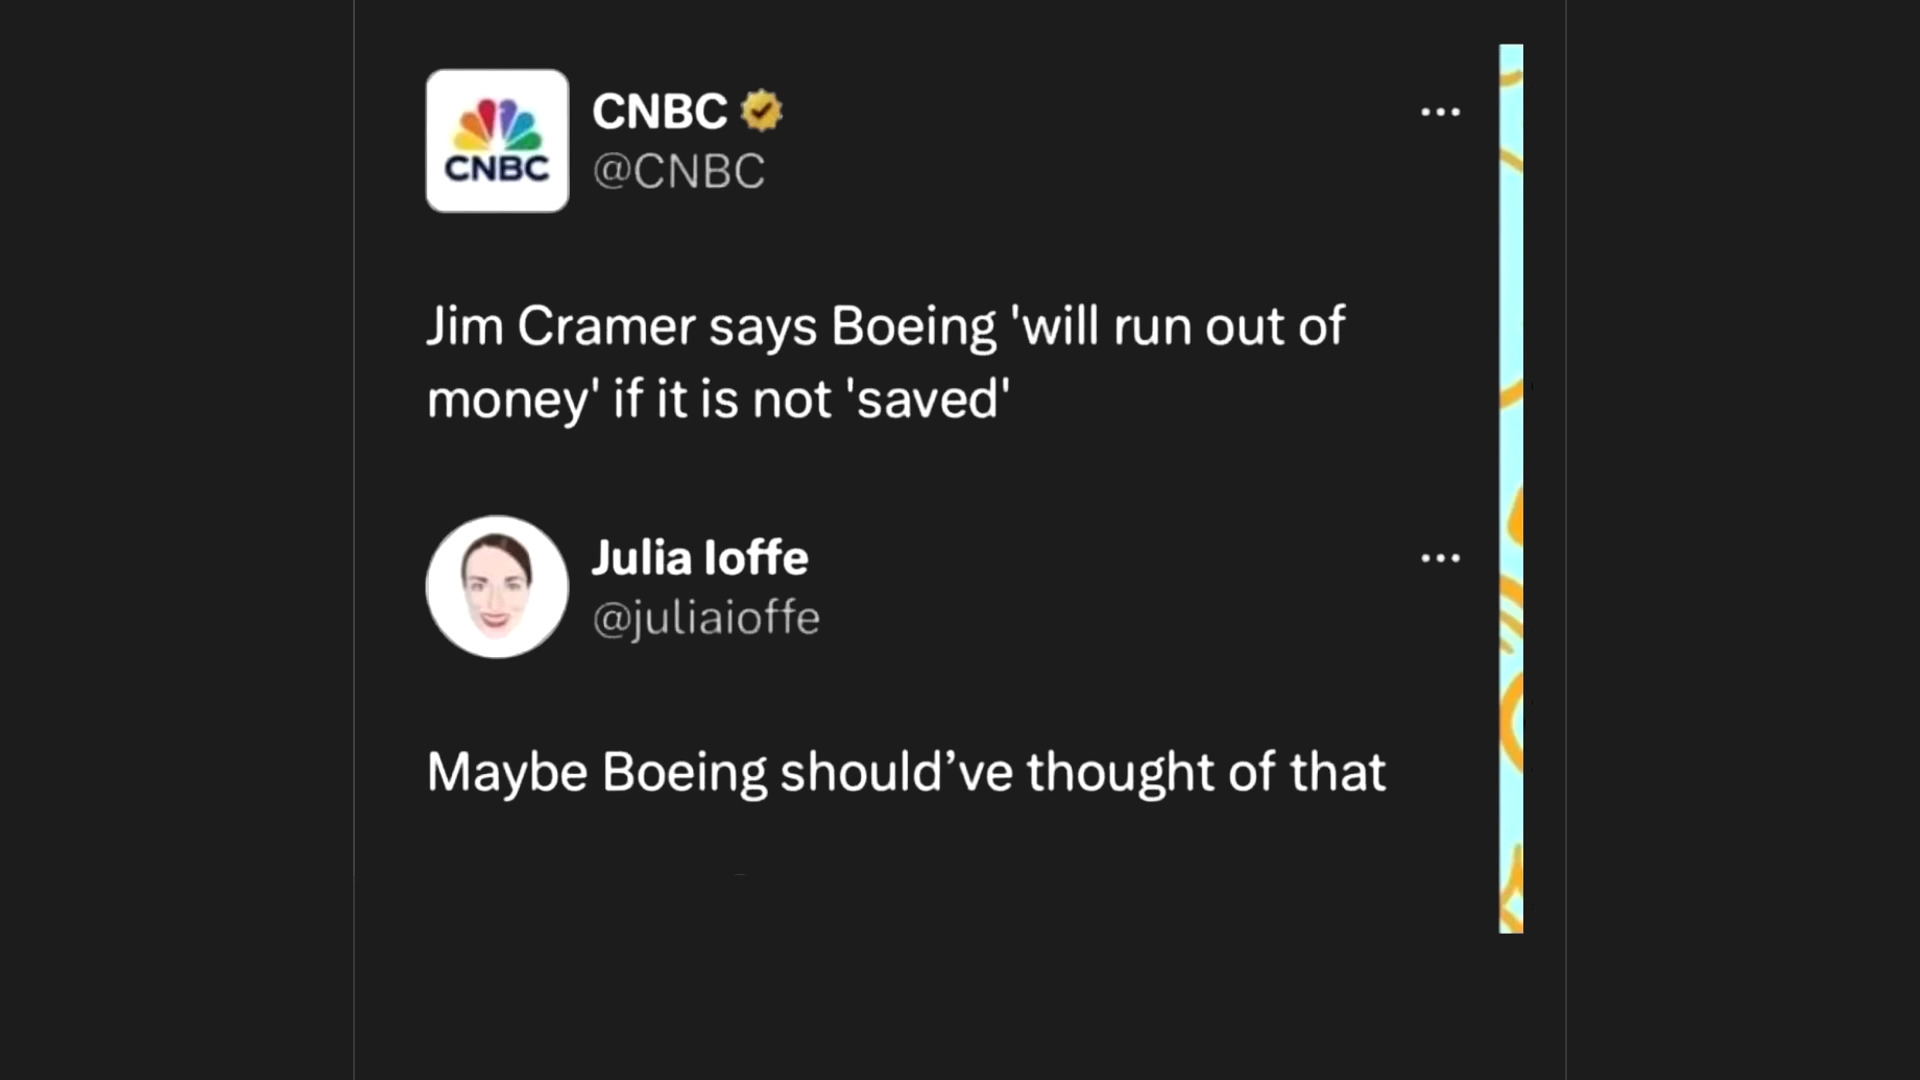 CNBC
CNBC
@CNBC
Jim Cramer says Boeing 'will run out of
money' if it is not 'saved'
Julia Ioffe
@juliaioffe
Maybe Boeing should’ve thought of that